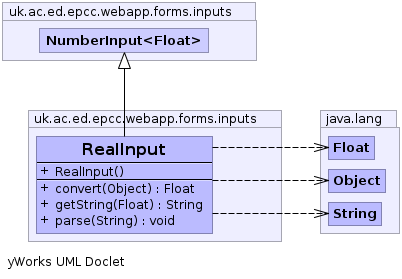 uk.ac.ed.epcc.webapp.forms.inputs
NumberInput<Float>
uk.ac.ed.epcc.webapp.forms.inputs
java.lang
RealInput
+ RealInput()
+ convert(Object) : Float
+ getString(Float) : String
+ parse(String) : void
Float
Object
String
yWorks UML Doclet